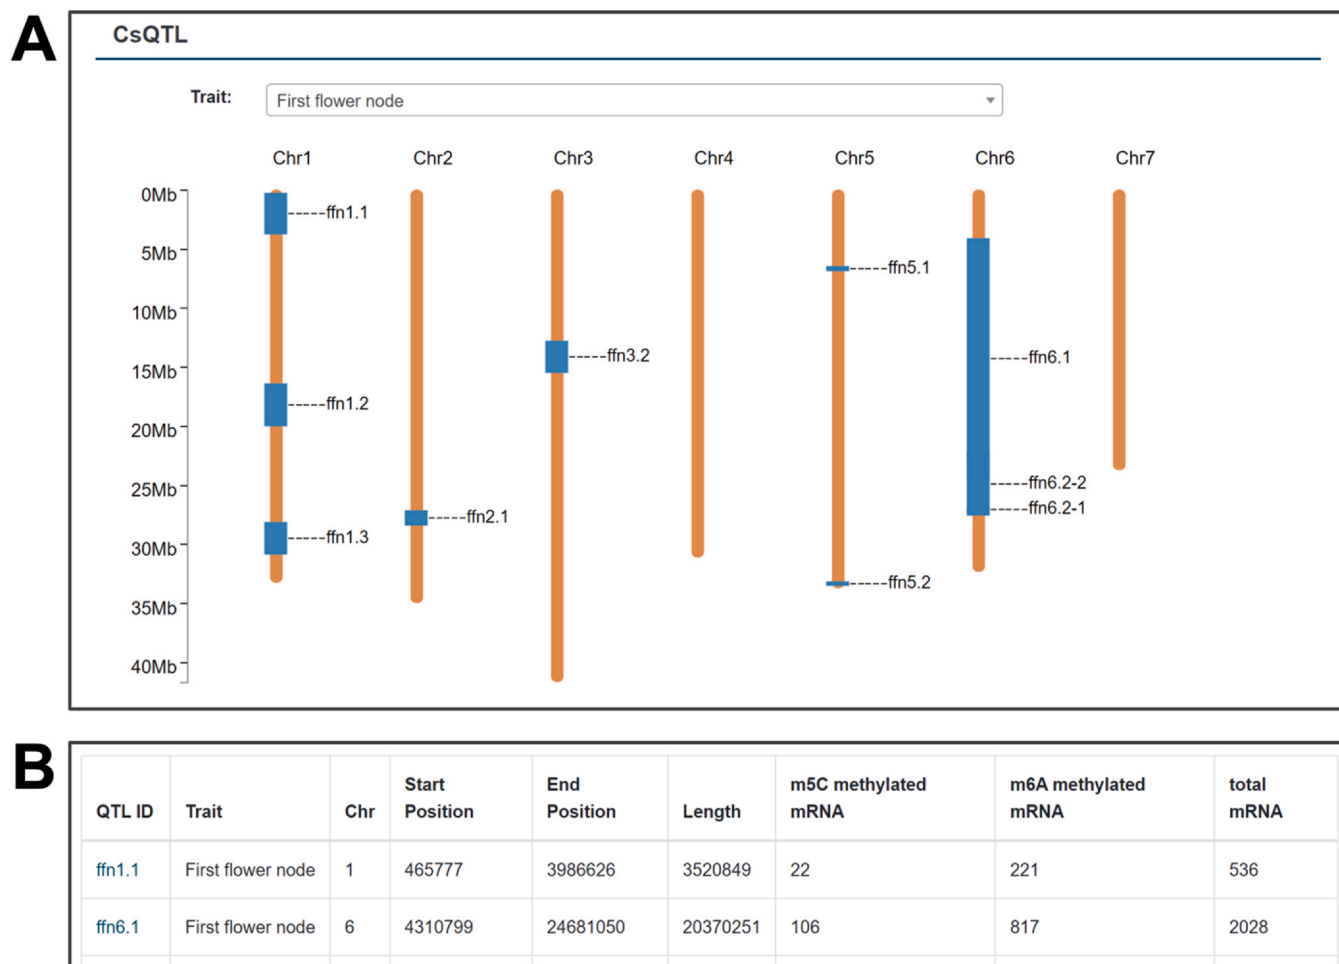 A
CsQTL
Trait:
First flower node
Chr1 Chr2 Chr3 Chr4 Chr5 Chr6 Chr7
0Mb
ffn1.1
5Mb
ffn5.1
10Mb
ffn3.2
ffn6.1
15Mb
ffn1.2
20Mb
25Mb
ffn6.2-2
ffn6.2-1
ffn2.1
ffn1.3
30Mb
ffn5.2
35Mb
40Mb
B
QTL ID Trait Chr Start Position End Position Length m5C methylated mRNA m6A methylated mRNA total mRNA
ffn1.1 First flower node 1 465777 3986626 3520849 22 221 536
ffn6.1 First flower node 6 4310799 24681050 20370251 106 817 2028